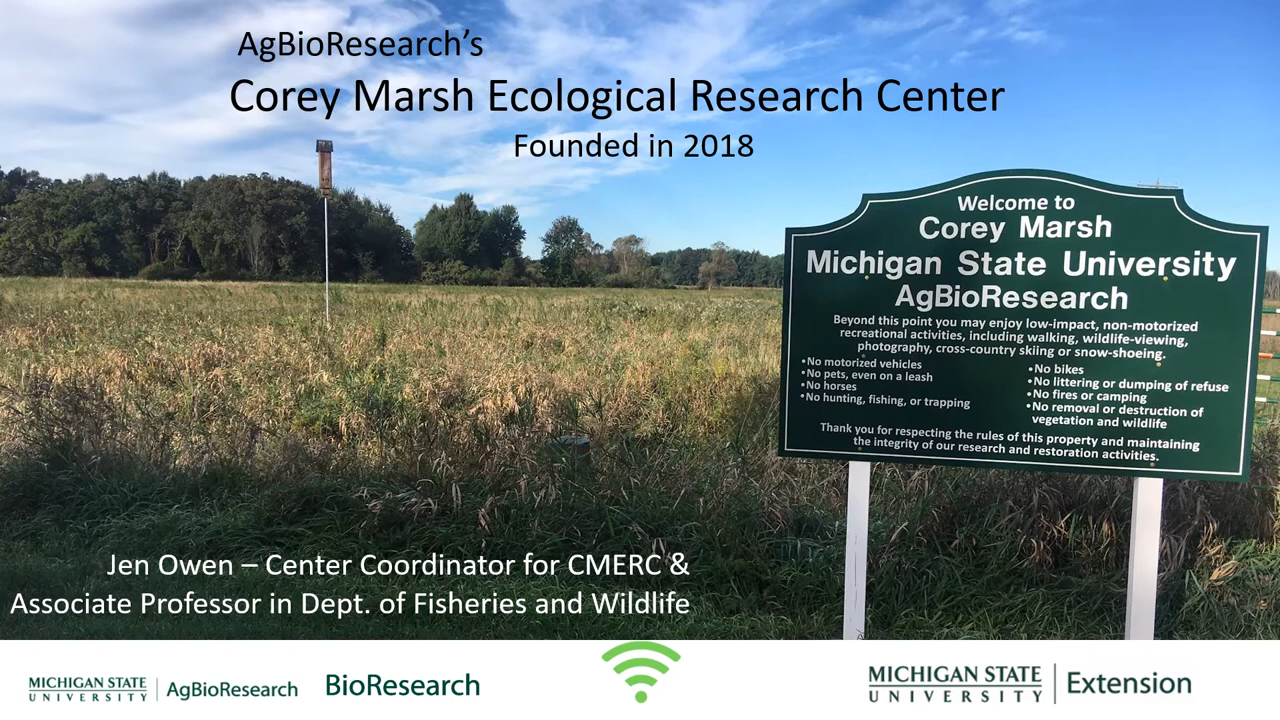 AgBioResearch’s
Corey Marsh Ecological Research Center
Founded in 2018
Welcome to
Corey Marsh
Michigan State University
AgBioResearch
Beyond this point you may enjoy low-impact, non-motorized
recreational activities, including walking, wildlife-viewing,
photography, cross-country skiing or snow-shoeing.
•No motorized vehicles
•No pets, even on a leash
•No horses
•No hunting, fishing, or trapping
•No bikes
•No littering or dumping of refuse
•No fires or camping
•No removal or destruction of
vegetation and wildlife
Thank you for respecting the rules of this property and maintaining
the integrity of our research and restoration activities.
Jen Owen – Center Coordinator for CMERC &
Associate Professor in Dept. of Fisheries and Wildlife
MICHIGAN STATE
UNIVERSITY
AgBioResearch
BioResearch
MICHIGAN STATE
UNIVERSITY
Extension